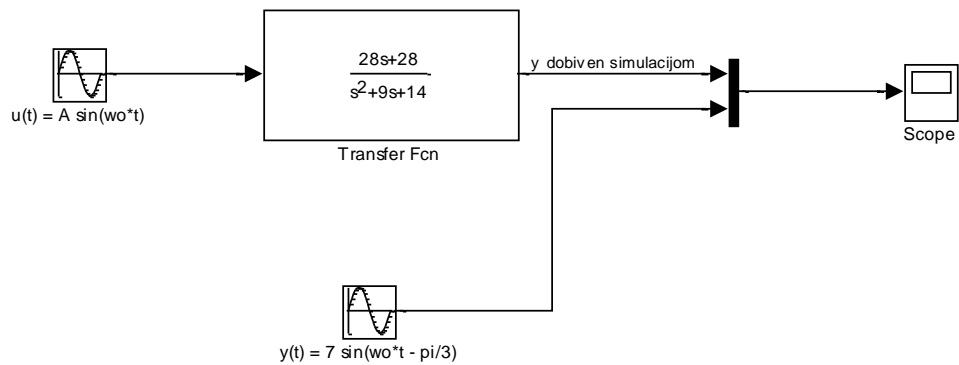 u(t) = A sin(wo*t)
28s+28
s2+9s+14
Transfer Fcn
y dobiven simulacijom
Scope
y(t) = 7 sin(wo*t - pi/3)